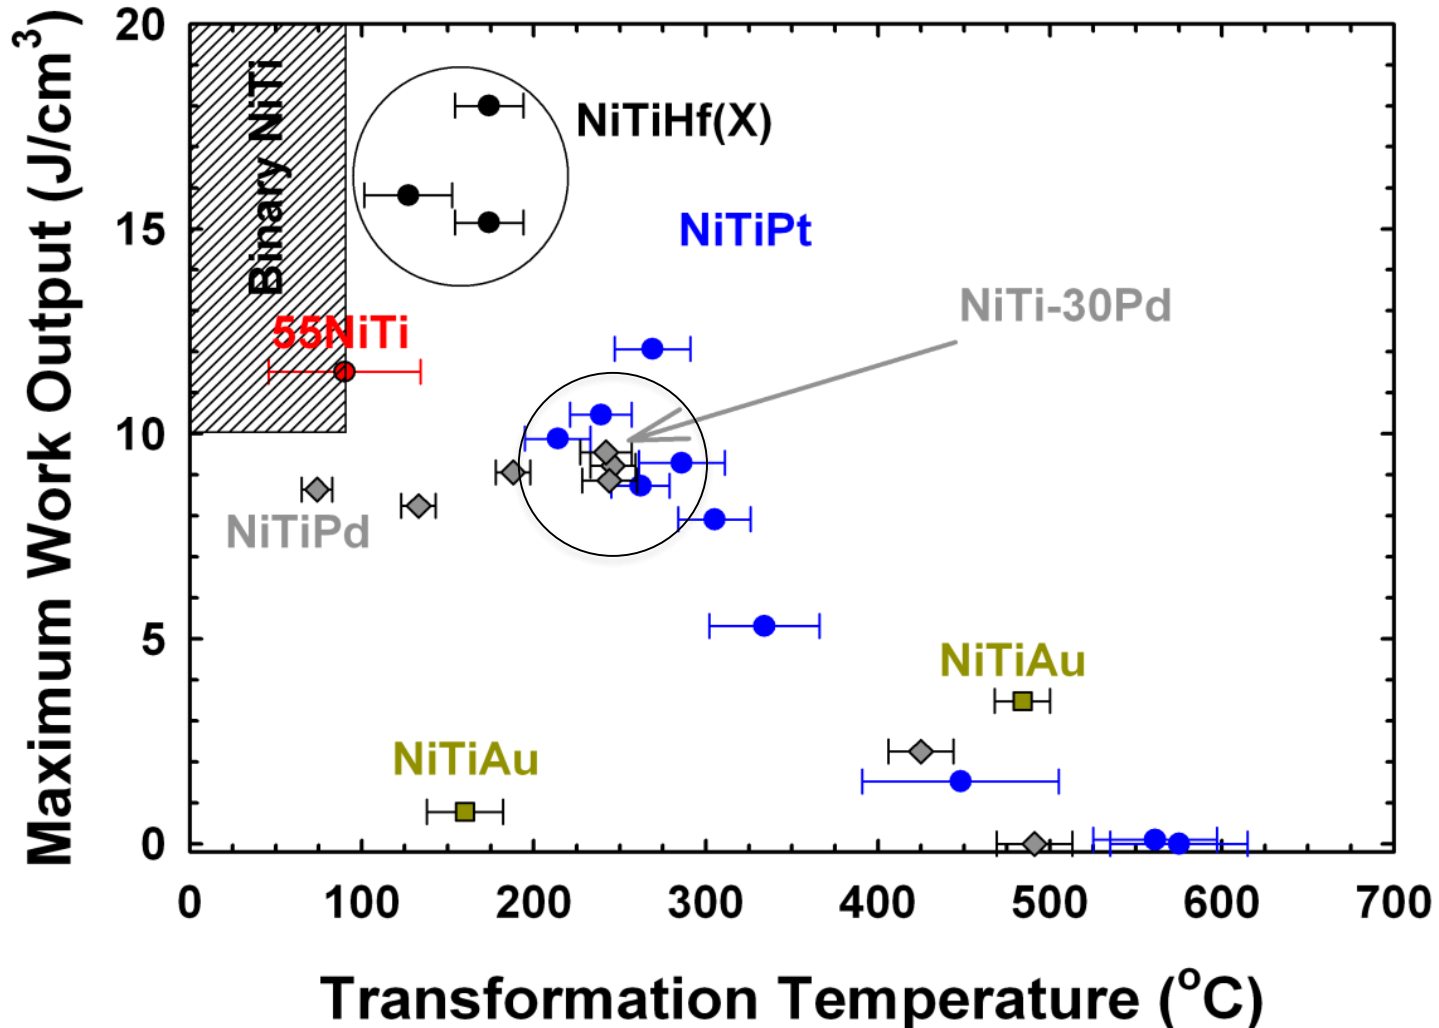 Maximum Work Output (J/cm³)
20
15
10
5
0
Binary NiTi
NiTiHf(X)
NiTiPt
NiTi-30Pd
55NiTi
NiTiPd
NiTiAu
NiTiAu
0 100 200 300 400 500 600 700
Transformation Temperature (°C)